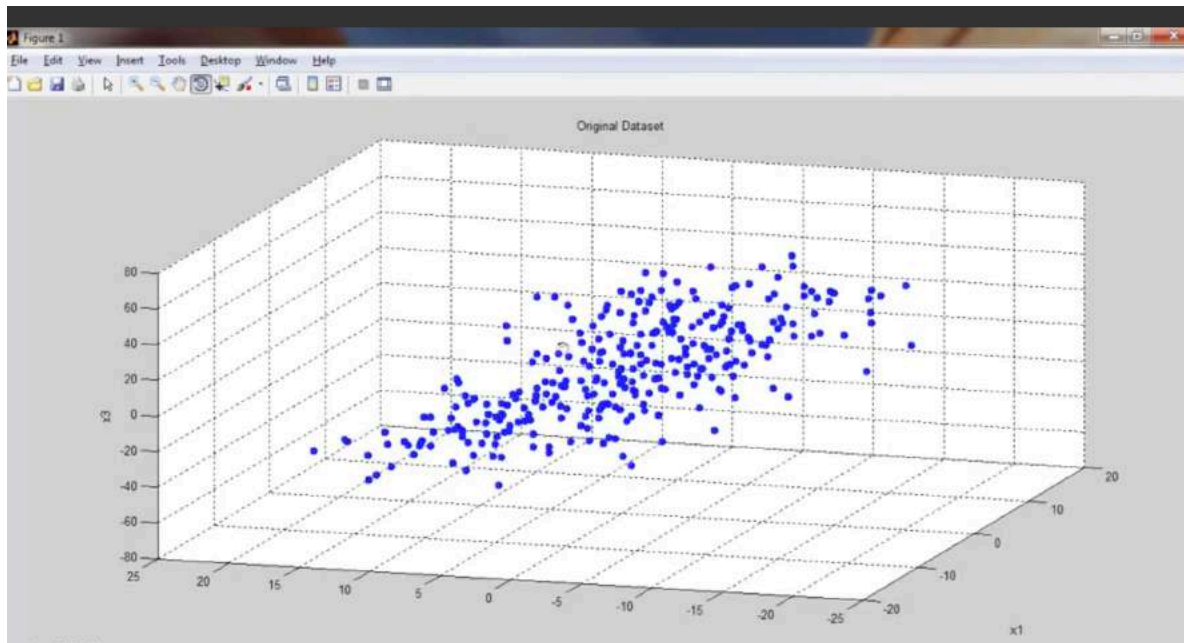 Figure 1
File Edit View Insert Tools Desktop Window Help
Original Dataset
80
60
40
20
0
-20
-40
-60
-80
x3
25 20 15 10 5 0 -5 -10 -15 -20 -25
-20 -10 0 10 20
x1